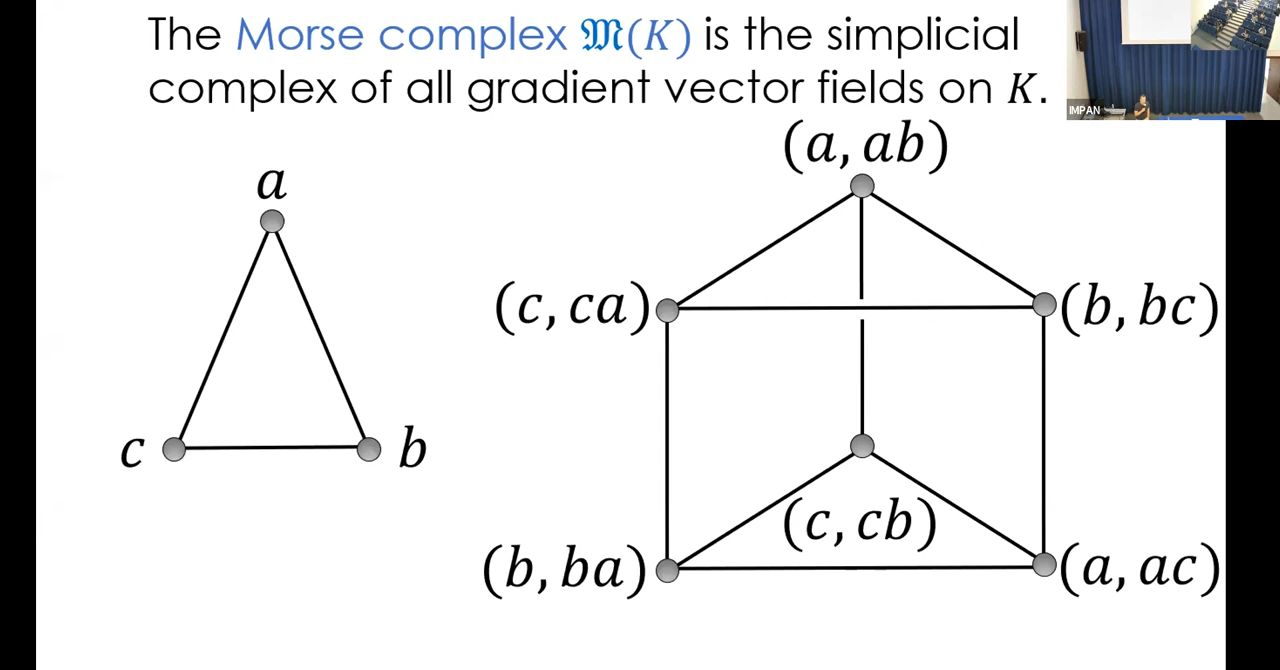 The Morse complex 𝔐(K) is the simplicial
complex of all gradient vector fields on K.
IMPAN
(a, ab)
a
(c, ca)
(b, bc)
c
b
(c, cb)
(b, ba)
(a, ac)